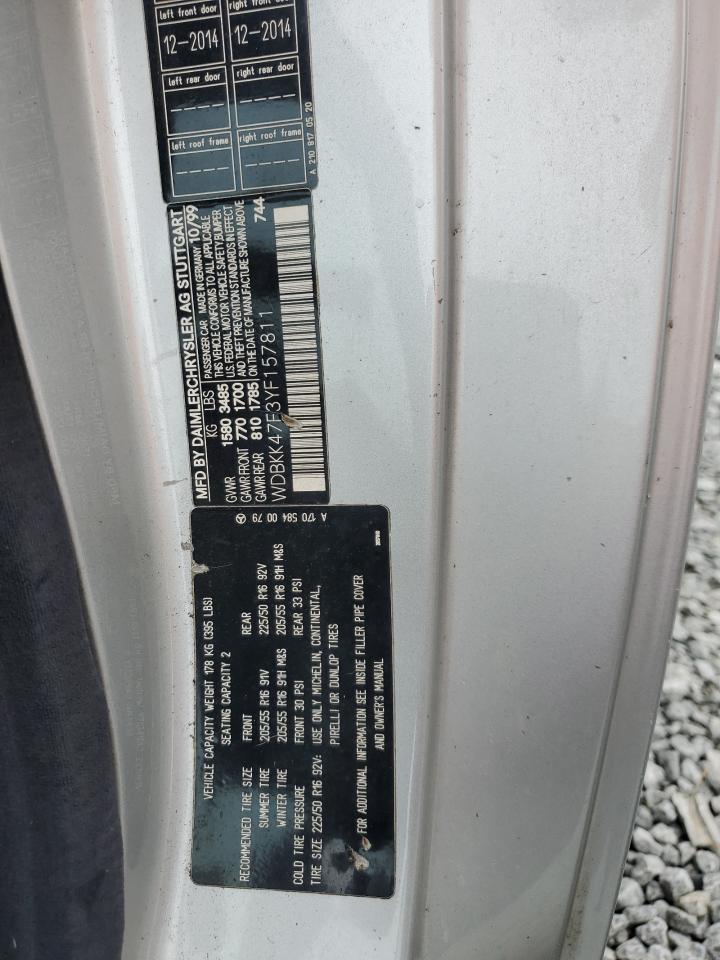 left front door
right front door
12-2014
12-2014
left rear door
right rear door
left roof frame
right roof frame
A 210 817 05 20
MFD BY DAIMLERCHRYSLER AG STUTTGART
KG LBS
PASSENGER CAR MADE IN GERMANY 10/99
THIS VEHICLE CONFORMS TO ALL APPLICABLE
GVWR 1580 3485
U.S. FEDERAL MOTOR VEHICLE SAFETY, BUMPER
GAWR FRONT 770 1700
AND THEFT PREVENTION STANDARDS IN EFFECT
GAWR REAR 810 1785
ON THE DATE OF MANUFACTURE SHOWN ABOVE
WDBKK47F3YF157811
744
A 170 584 00 79
VEHICLE CAPACITY WEIGHT 178 KG (395 LBS)
SEATING CAPACITY 2
RECOMMENDED TIRE SIZE FRONT REAR
SUMMER TIRE 205/55 R16 91V 225/50 R16 92V
WINTER TIRE 205/55 R16 91H M&S 205/55 R16 91H M&S
COLD TIRE PRESSURE FRONT 30 PSI REAR 33 PSI
TIRE SIZE 225/50 R16 92V: USE ONLY MICHELIN, CONTINENTAL,
PIRELLI OR DUNLOP TIRES
FOR ADDITIONAL INFORMATION SEE INSIDE FILLER PIPE COVER
AND OWNER'S MANUAL